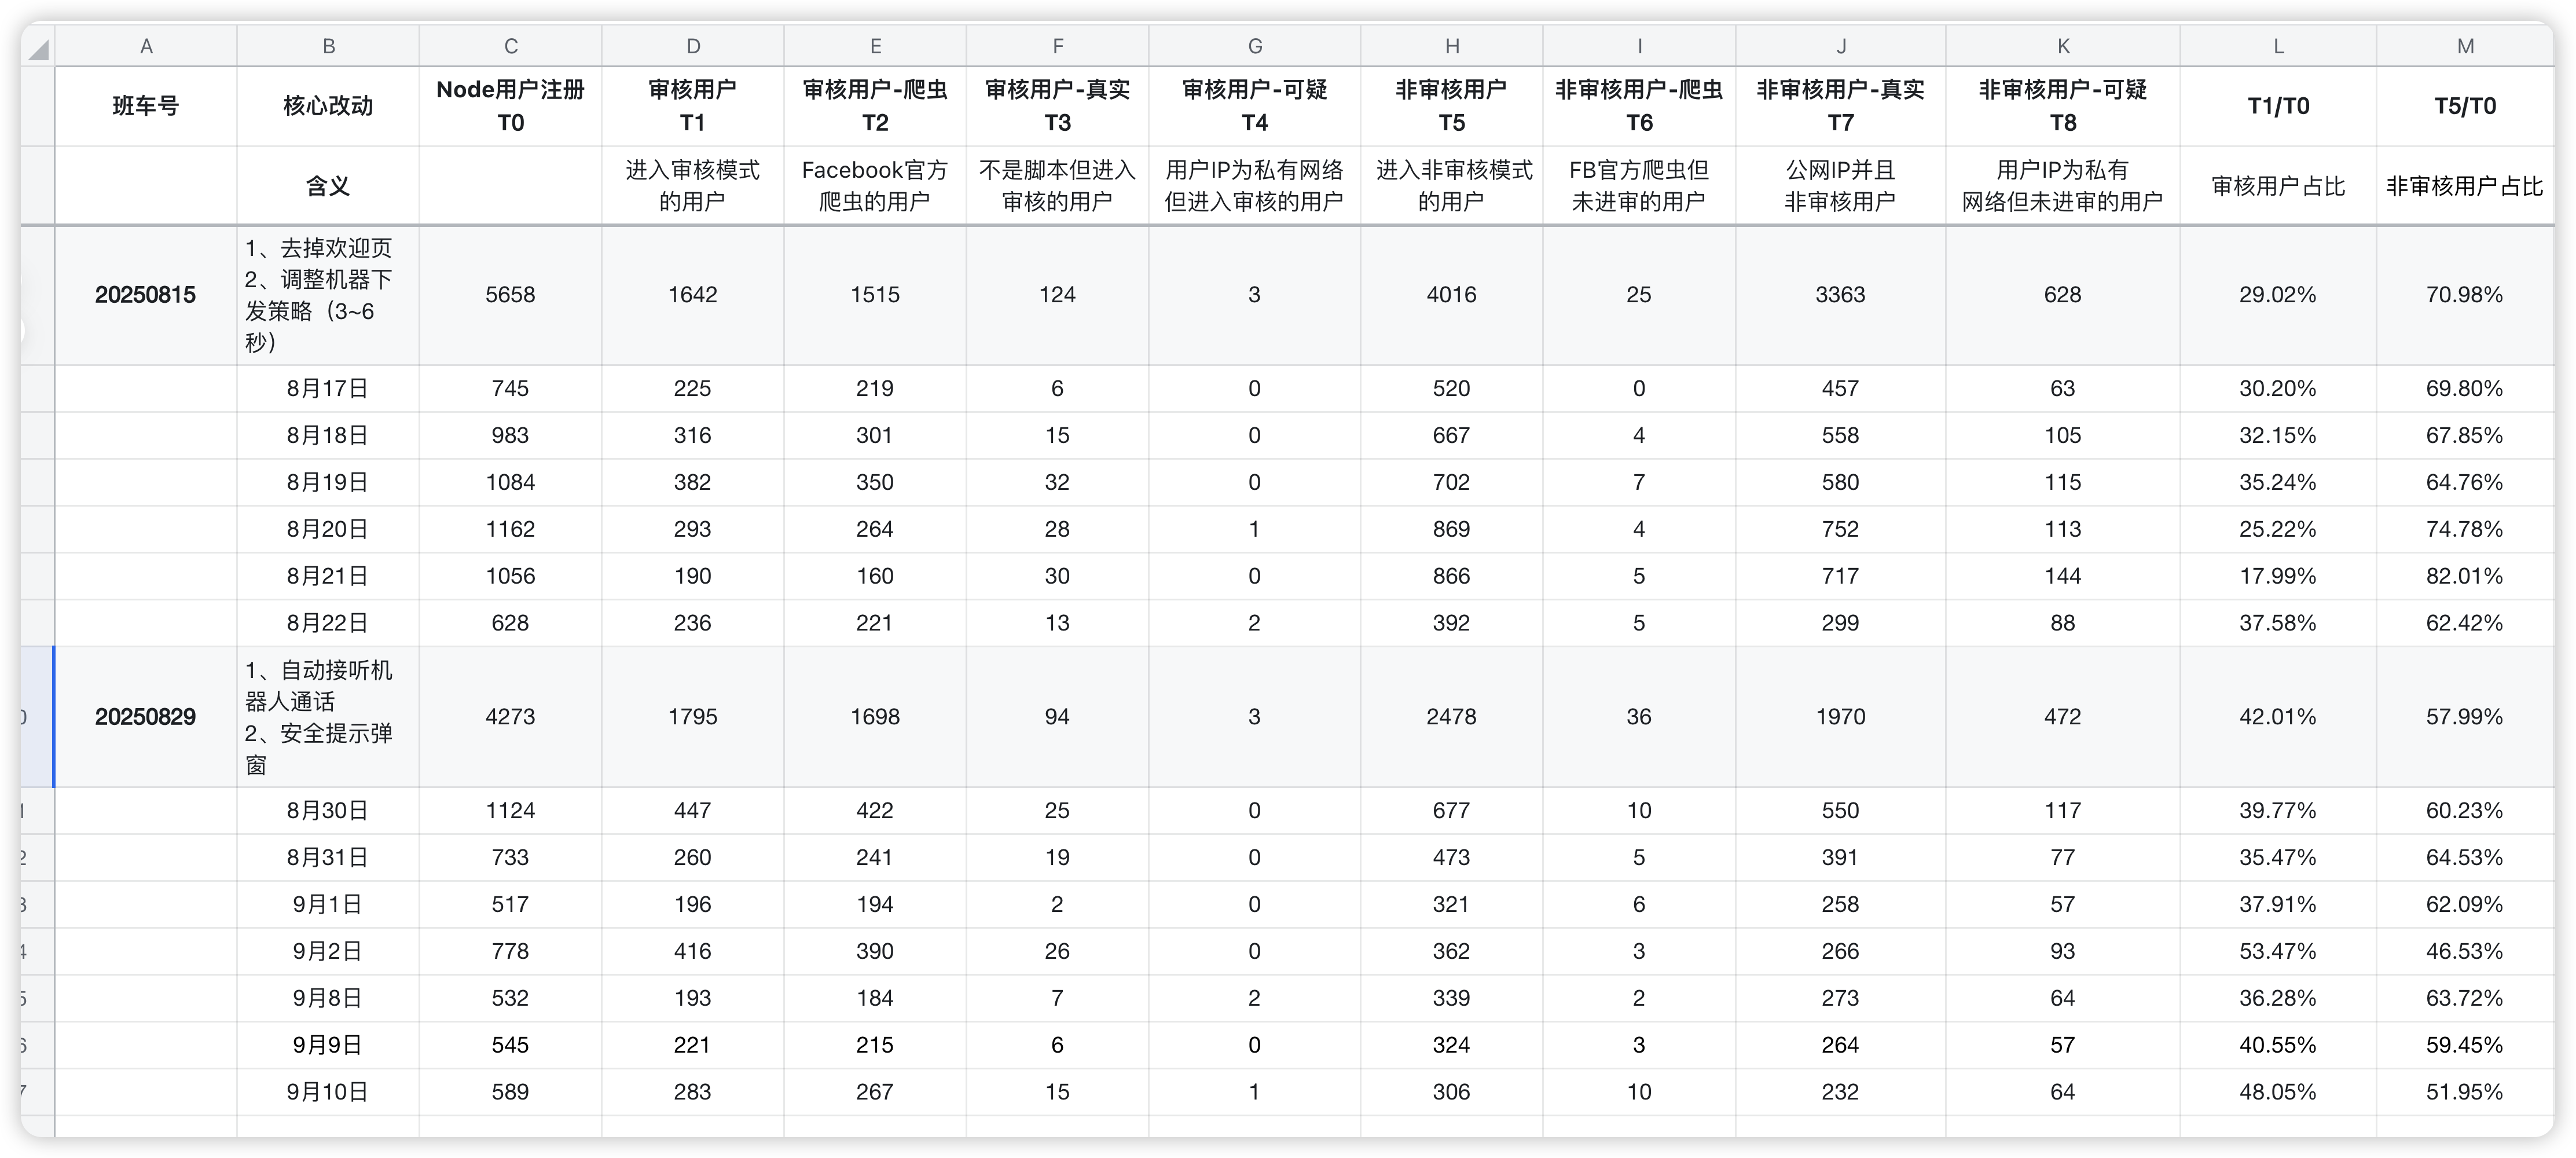 A B C D E F G H I J K L M
班车号 核心改动 Node用户注册 T0 审核用户 T1 审核用户-爬虫 T2 审核用户-真实 T3 审核用户-可疑 T4 非审核用户 T5 非审核用户-爬虫 T6 非审核用户-真实 T7 非审核用户-可疑 T8 T1/T0 T5/T0
含义 进入审核模式的用户 Facebook官方爬虫的用户 不是脚本但进入审核的用户 用户IP为私有网络但进入审核的用户 进入非审核模式的用户 FB官方爬虫但未进审的用户 公网IP并且非审核用户 用户IP为私有网络但未进审的用户 审核用户占比 非审核用户占比
20250815 1、去掉欢迎页 2、调整机器下发策略（3~6秒） 5658 1642 1515 124 3 4016 25 3363 628 29.02% 70.98%
8月17日 745 225 219 6 0 520 0 457 63 30.20% 69.80%
8月18日 983 316 301 15 0 667 4 558 105 32.15% 67.85%
8月19日 1084 382 350 32 0 702 7 580 115 35.24% 64.76%
8月20日 1162 293 264 28 1 869 4 752 113 25.22% 74.78%
8月21日 1056 190 160 30 0 866 5 717 144 17.99% 82.01%
8月22日 628 236 221 13 2 392 5 299 88 37.58% 62.42%
20250829 1、自动接听机器人通话 2、安全提示弹窗 4273 1795 1698 94 3 2478 36 1970 472 42.01% 57.99%
8月30日 1124 447 422 25 0 677 10 550 117 39.77% 60.23%
8月31日 733 260 241 19 0 473 5 391 77 35.47% 64.53%
9月1日 517 196 194 2 0 321 6 258 57 37.91% 62.09%
9月2日 778 416 390 26 0 362 3 266 93 53.47% 46.53%
9月8日 532 193 184 7 2 339 2 273 64 36.28% 63.72%
9月9日 545 221 215 6 0 324 3 264 57 40.55% 59.45%
9月10日 589 283 267 15 1 306 10 232 64 48.05% 51.95%